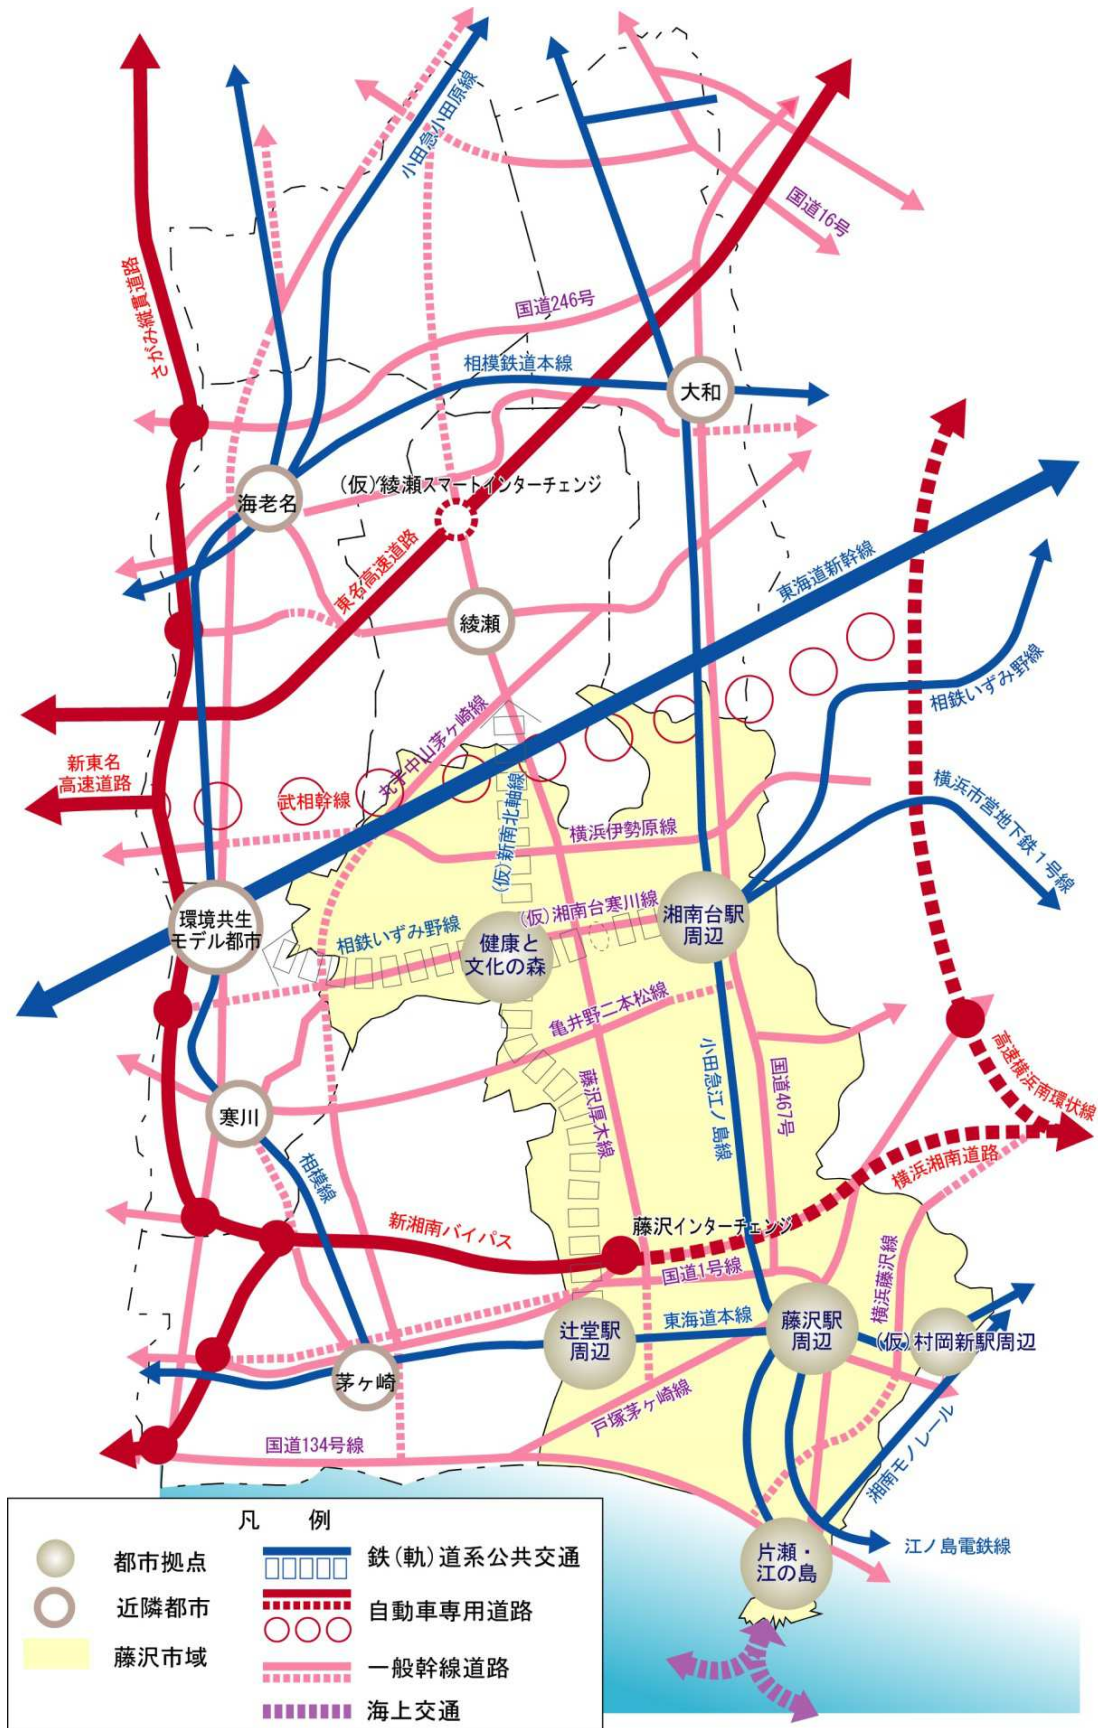 小田急小田原線
国道16号
さがみ縦貫道路
国道246号
相模鉄道本線
大和
(仮)綾瀬スマートインターチェンジ
海老名
東名高速道路
東海道新幹線
綾瀬
相鉄いずみ野線
丸子中山茅ヶ崎線
新東名
高速道路
武相幹線
(仮)新南北軸線
横浜伊勢原線
横浜市営地下鉄1号線
環境共生
モデル都市
相鉄いずみ野線
健康と
文化の森
(仮)湘南台寒川線
湘南台駅
周辺
亀井野二本松線
小田急江ノ島線
国道467号
高速横浜南環状線
藤沢厚木線
寒川
相模線
横浜湘南道路
新湘南バイパス
藤沢インターチェンジ
国道1号線
横浜藤沢線
辻堂駅
周辺
東海道本線
藤沢駅
周辺
(仮)村岡新駅周辺
茅ヶ崎
戸塚茅ヶ崎線
国道134号線
湘南モノレール
江ノ島電鉄線
片瀬・
江の島
凡 例
都市拠点
近隣都市
藤沢市域
鉄(軌)道系公共交通
自動車専用道路
一般幹線道路
海上交通